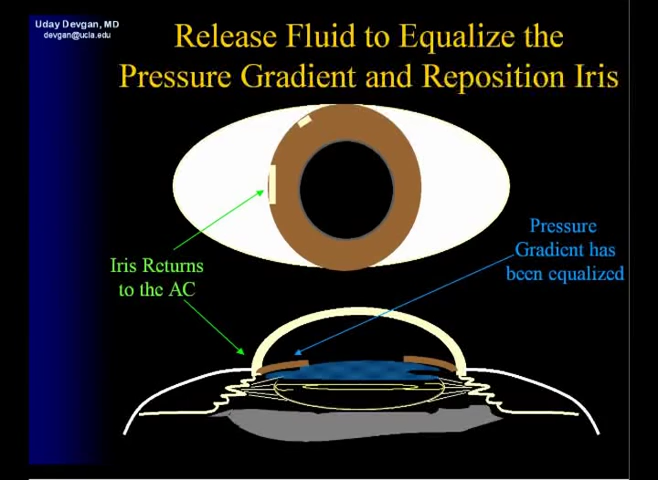 Uday Devgan, MD
devgan@ucla.edu
Release Fluid to Equalize the
Pressure Gradient and Reposition Iris
Pressure
Gradient has
been equalized
Iris Returns
to the AC